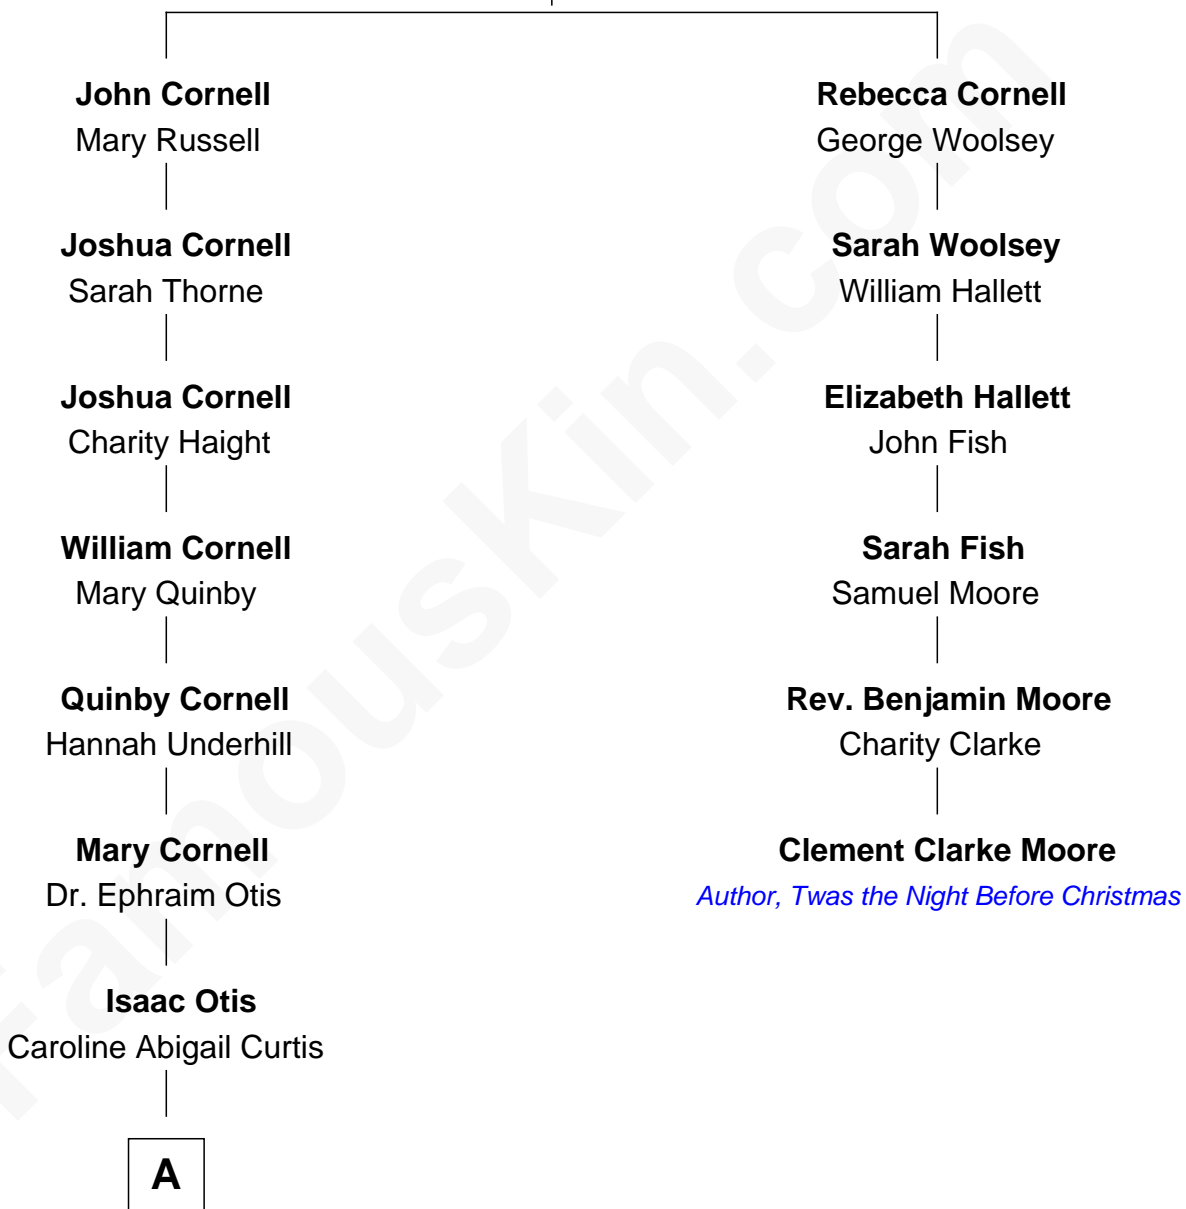 John Cornell
Mary Russell
Joshua Cornell
Sarah Thorne
Joshua Cornell
Charity Haight
William Cornell
Mary Quinby
Quinby Cornell
Hannah Underhill
Mary Cornell
Dr. Ephraim Otis
Isaac Otis
Caroline Abigail Curtis
A
Rebecca Cornell
George Woolsey
Sarah Woolsey
William Hallett
Elizabeth Hallett
John Fish
Sarah Fish
Samuel Moore
Rev. Benjamin Moore
Charity Clarke
Clement Clarke Moore
Author, Twas the Night Before Christmas
FamousKin.com